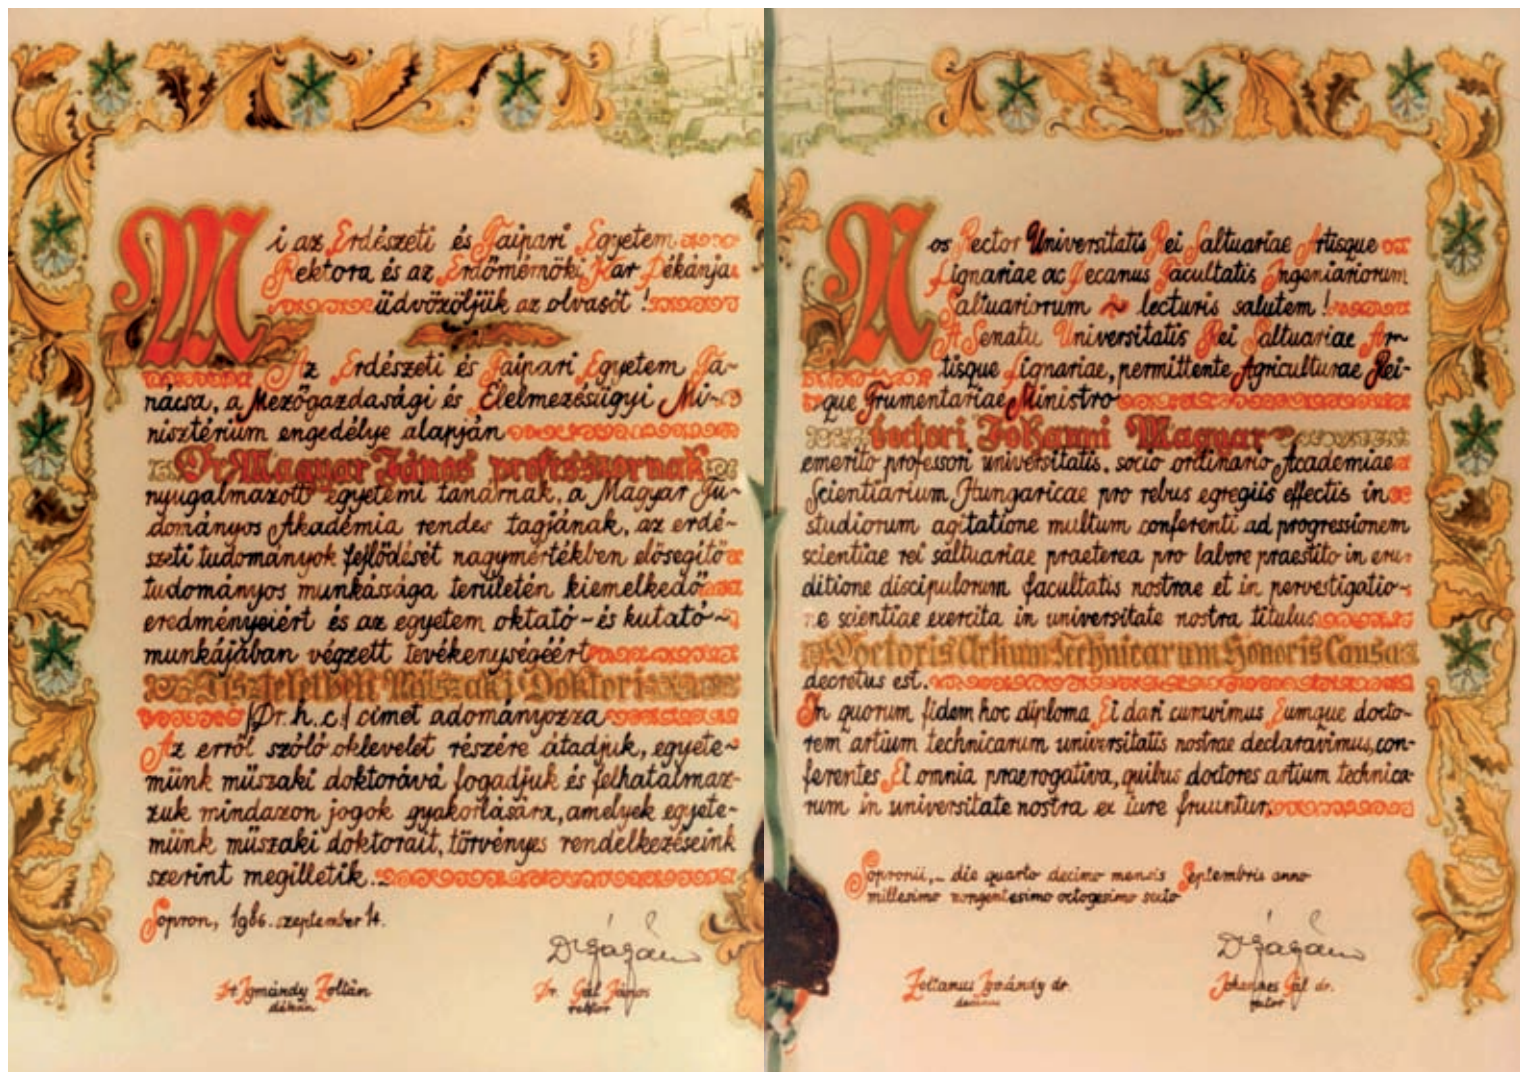 Mi az Erdészeti és Faipari Egyetem
Rektora és az Erdőmérnöki Kar Dékánja
üdvözöljük az olvasót!
Az Erdészeti és Faipari Egyetem Ta-
nácsa, a Mezőgazdasági és Élelmezésügyi Mi-
nisztérium engedélye alapján
Dr Magyar János professzornak
nyugalmazott egyetemi tanárnak, a Magyar Tu-
dományos Akadémia rendes tagjának, az erdé-
szeti tudományok fejlődését nagymértékben elősegítő
tudományos munkássága területén kiemelkedő
eredményeiért és az egyetem oktató- és kutató-
munkájában végzett tevékenységéért
Tiszteletbeli Műszaki Doktori
/Dr. h. c./ címet adományozza
Az erről szóló oklevelet részére átadjuk, egyete-
münk műszaki doktorává fogadjuk és felhatalmaz-
zuk mindazon jogok gyakorlására, amelyek egyete-
münk műszaki doktorait, törvényes rendelkezéseink
szerint megilletik.
Sopron, 1986. szeptember 14.
Dr. Igmándy Zoltán
dékán
Dr. Gál János
rektor
Nos Rector Universitatis Rei Saltuariae Artisque
Lignariae ac Decanus Facultatis Ingeniariorum
Saltuariorum lecturis salutem!
A Senatu Universitatis Rei Saltuariae Ar-
tisque Lignariae, permittente Agriculturae Rei-
que Frumentariae Ministro
doctori Johanni Magyar
emerito professori universitatis, socio ordinario Academiae
Scientiarium Hungaricae pro rebus egregiis effectis in
studiorum agitatione multum conferenti ad progressionem
scientiae rei saltuariae praeterea pro labore praestito in eru-
ditione discipulorum facultatis nostrae et in pervestigatio-
ne scientiae exercita in universitate nostra titulus
Doctoris Artium Technicarum Honoris Causa
decretus est.
In quorum fidem hoc diploma Ei dari curavimus Eumque docto-
rem artium technicarum universitatis nostrae declaravimus, con-
ferentes Ei omnia praerogativa, quibus doctores artium technica-
rum in universitate nostra ex iure fruuntur.
Sopronii, die quarto decimo mensis Septembris anno
millesimo nongentesimo octogesimo sexto
Zoltanus Igmándy dr.
decanus
Johannes Gál dr.
rector